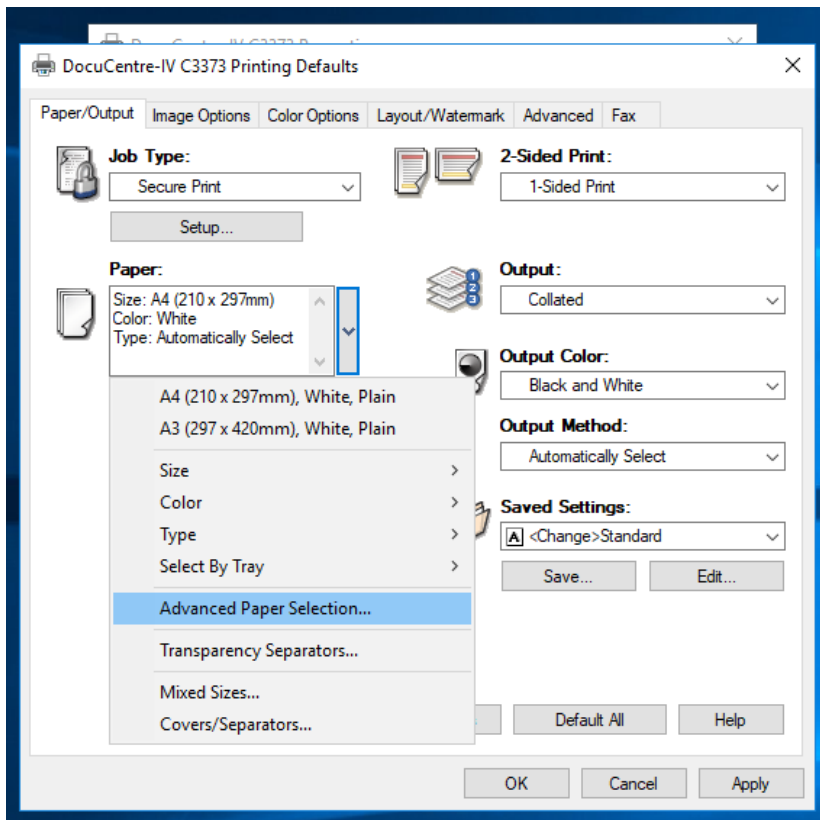 DocuCentre-IV C3373 Printing Defaults
Paper/Output Image Options Color Options Layout/Watermark Advanced Fax
Job Type:
Secure Print
Setup...
2-Sided Print:
1-Sided Print
Paper:
Size: A4 (210 x 297mm)
Color: White
Type: Automatically Select
Output:
1
2
3
Collated
Output Color:
Black and White
Output Method:
Automatically Select
Saved Settings:
A <Change>Standard
Save... Edit...
A4 (210 x 297mm), White, Plain
A3 (297 x 420mm), White, Plain
Size
Color
Type
Select By Tray
Advanced Paper Selection...
Transparency Separators...
Mixed Sizes...
Covers/Separators...
Default All Help
OK Cancel Apply